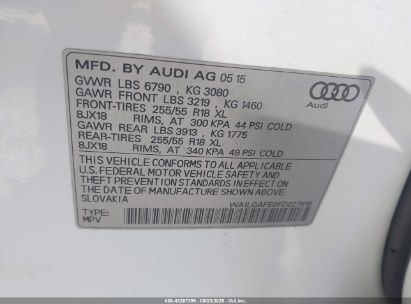 MFD. BY AUDI AG 05 15
GVWR LBS 6790 , KG 3080
GAWR FRONT LBS 3219 , KG 1460
FRONT-TIRES 255/55 R18 XL
8JX18 RIMS, AT 300 KPA 44 PSI COLD
GAWR REAR LBS 3913 , KG 1775
REAR-TIRES 255/55 R18 XL
8JX18 RIMS, AT 340 KPA 49 PSI COLD
THIS VEHICLE CONFORMS TO ALL APPLICABLE
U.S. FEDERAL MOTOR VEHICLE SAFETY AND
THEFT PREVENTION STANDARDS IN EFFECT ON
THE DATE OF MANUFACTURE SHOWN ABOVE.
SLOVAKIA
TYPE:
MPV
Audi